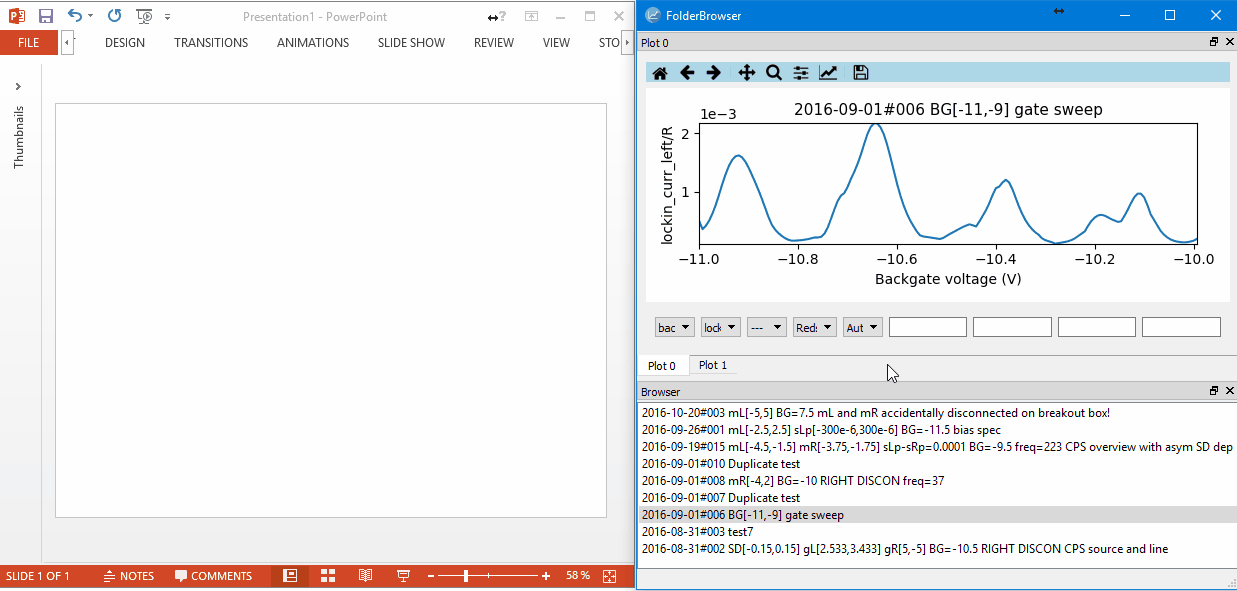 Presentation1 - PowerPoint
?
FILE
DESIGN
TRANSITIONS
ANIMATIONS
SLIDE SHOW
REVIEW
VIEW
STO
Thumbnails
SLIDE 1 OF 1
NOTES
COMMENTS
58 %
FolderBrowser
Plot 0
2016-09-01#006 BG[-11,-9] gate sweep
1e−3
2
1
lockin_curr_left/R
−11.0 −10.8 −10.6 −10.4 −10.2 −10.0
Backgate voltage (V)
bac
lock
---
Reds
Aut
Plot 0
Plot 1
Browser
2016-10-20#003 mL[-5,5] BG=7.5 mL and mR accidentally disconnected on breakout box!
2016-09-26#001 mL[-2.5,2.5] sLp[-300e-6,300e-6] BG=-11.5 bias spec
2016-09-19#015 mL[-4.5,-1.5] mR[-3.75,-1.75] sLp-sRp=0.0001 BG=-9.5 freq=223 CPS overview with asym SD dep
2016-09-01#010 Duplicate test
2016-09-01#008 mR[-4,2] BG=-10 RIGHT DISCON freq=37
2016-09-01#007 Duplicate test
2016-09-01#006 BG[-11,-9] gate sweep
2016-08-31#003 test7
2016-08-31#002 SD[-0.15,0.15] gL[2.533,3.433] gR[5,-5] BG=-10.5 RIGHT DISCON CPS source and line